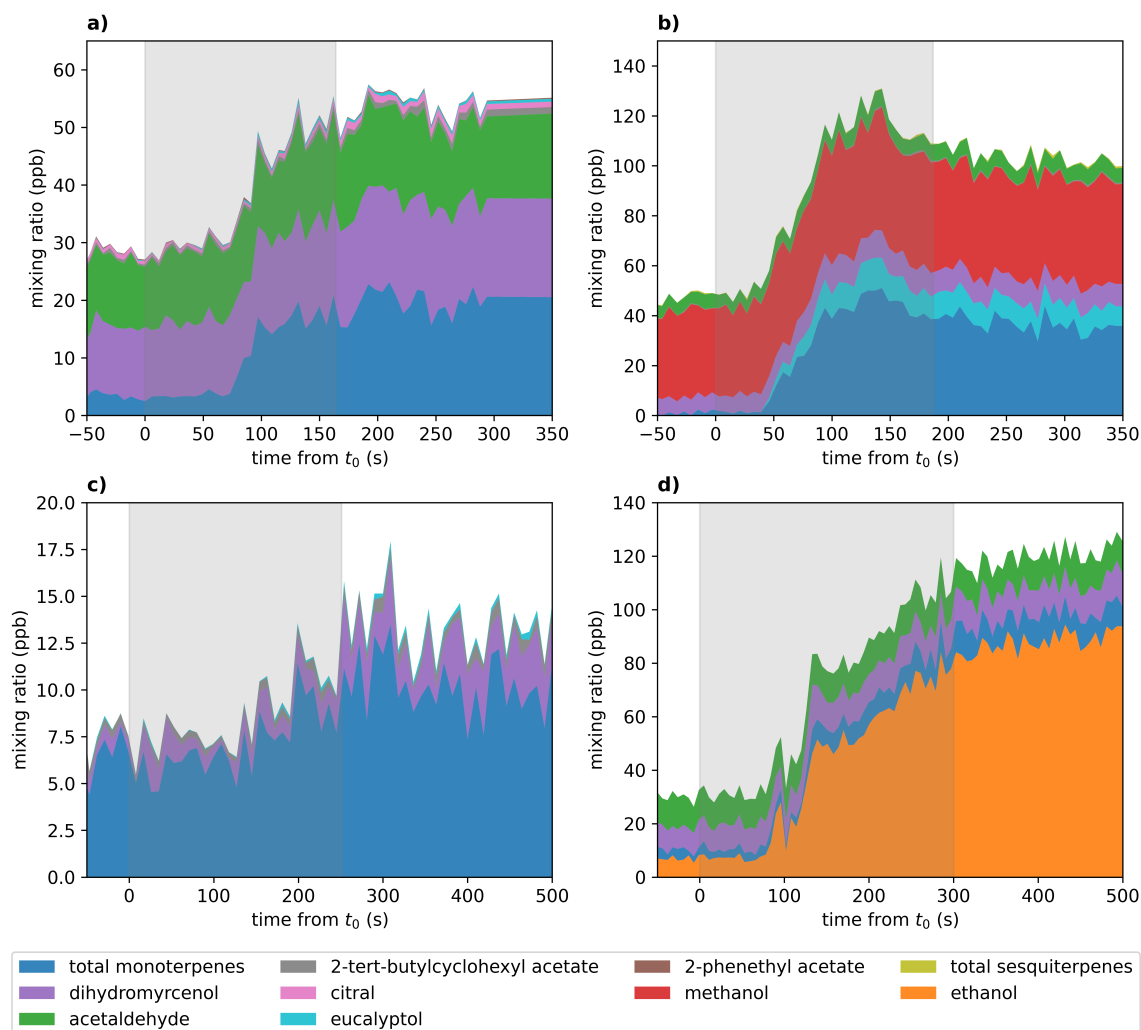 a)
mixing ratio (ppb)
60
50
40
30
20
10
0
−50 0 50 100 150 200 250 300 350
time from t₀ (s)
b)
mixing ratio (ppb)
140
120
100
80
60
40
20
0
−50 0 50 100 150 200 250 300 350
time from t₀ (s)
c)
mixing ratio (ppb)
20.0
17.5
15.0
12.5
10.0
7.5
5.0
2.5
0.0
0 100 200 300 400 500
time from t₀ (s)
d)
mixing ratio (ppb)
140
120
100
80
60
40
20
0
0 100 200 300 400 500
time from t₀ (s)
total monoterpenes
dihydromyrcenol
acetaldehyde
2-tert-butylcyclohexyl acetate
citral
eucalyptol
2-phenethyl acetate
methanol
total sesquiterpenes
ethanol